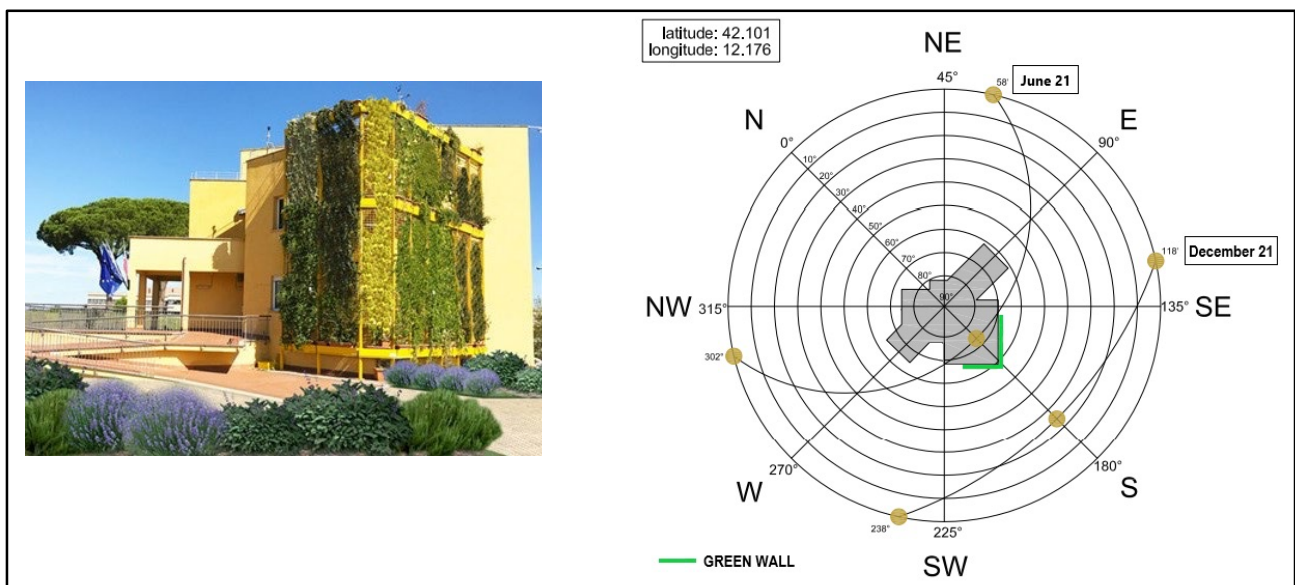 latitude: 42.101
longitude: 12.176
NE
45°
58'
June 21
N
E
0°
90°
10°
20°
30°
40°
50°
60°
70°
80°
90°
118'
December 21
NW 315°
135° SE
302°
270°
180°
W
S
238°
225°
GREEN WALL
SW